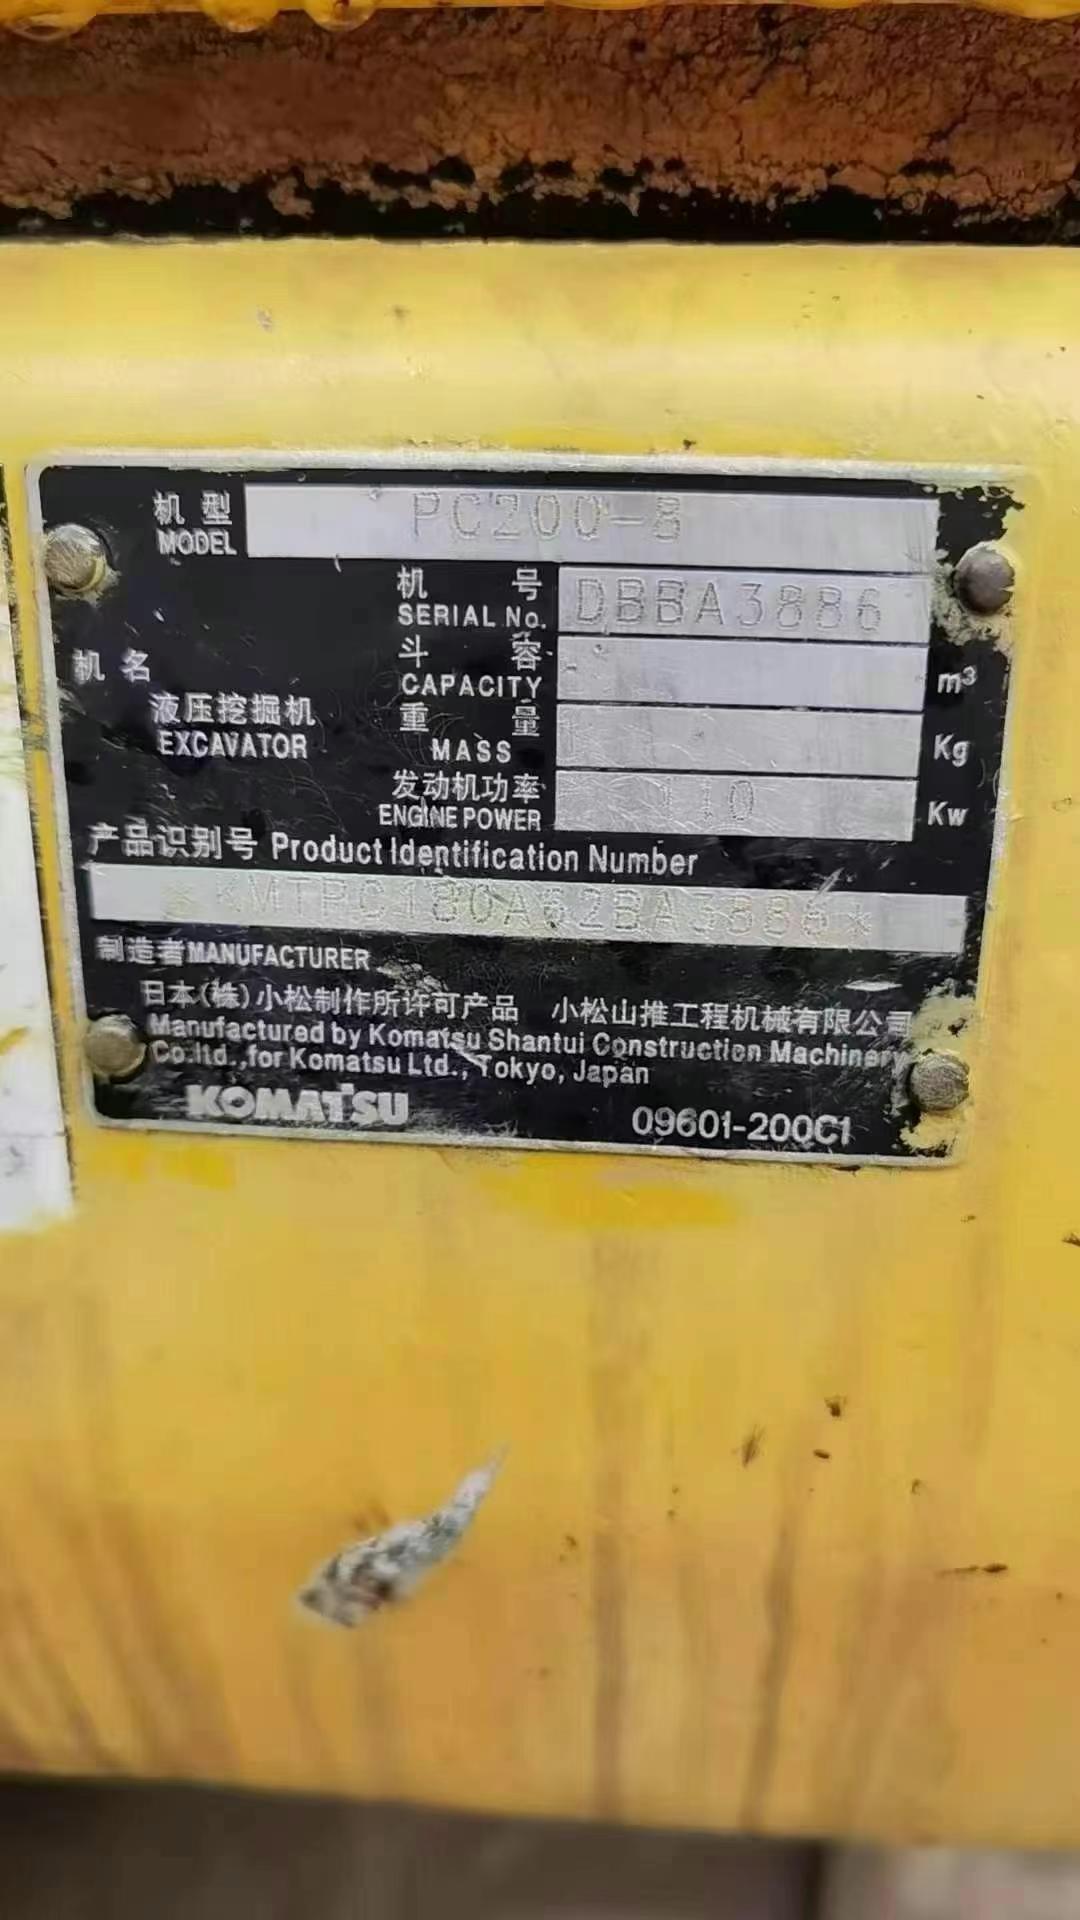 机型 PC200-8
MODEL
机号 DBBA3886
SERIAL No.
机名
斗容 m³
CAPACITY
液压挖掘机
EXCAVATOR
重量 Kg
MASS
发动机功率 110 Kw
ENGINE POWER
产品识别号 Product Identification Number
*KMTPC180A62BA3886*
制造者MANUFACTURER
日本(株)小松制作所许可产品 小松山推工程机械有限公司
Manufactured by Komatsu Shantui Construction Machinery
Co.ltd.,for Komatsu Ltd., Tokyo, Japan
KOMATSU 09601-200C1